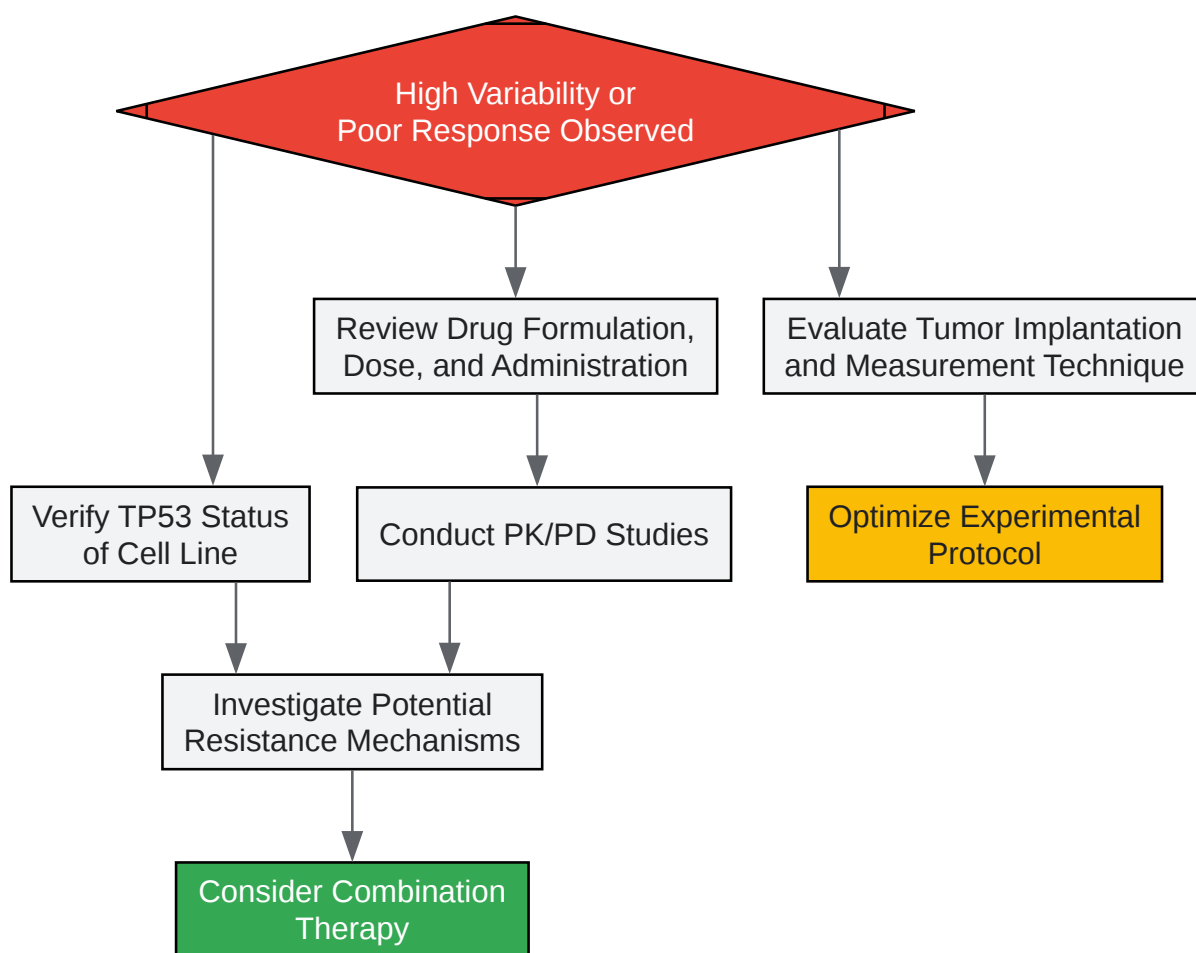 High Variability or
Poor Response Observed
Review Drug Formulation,
Dose, and Administration
Evaluate Tumor Implantation
and Measurement Technique
Verify TP53 Status
of Cell Line
Conduct PK/PD Studies
Optimize Experimental
Protocol
Investigate Potential
Resistance Mechanisms
Consider Combination
Therapy